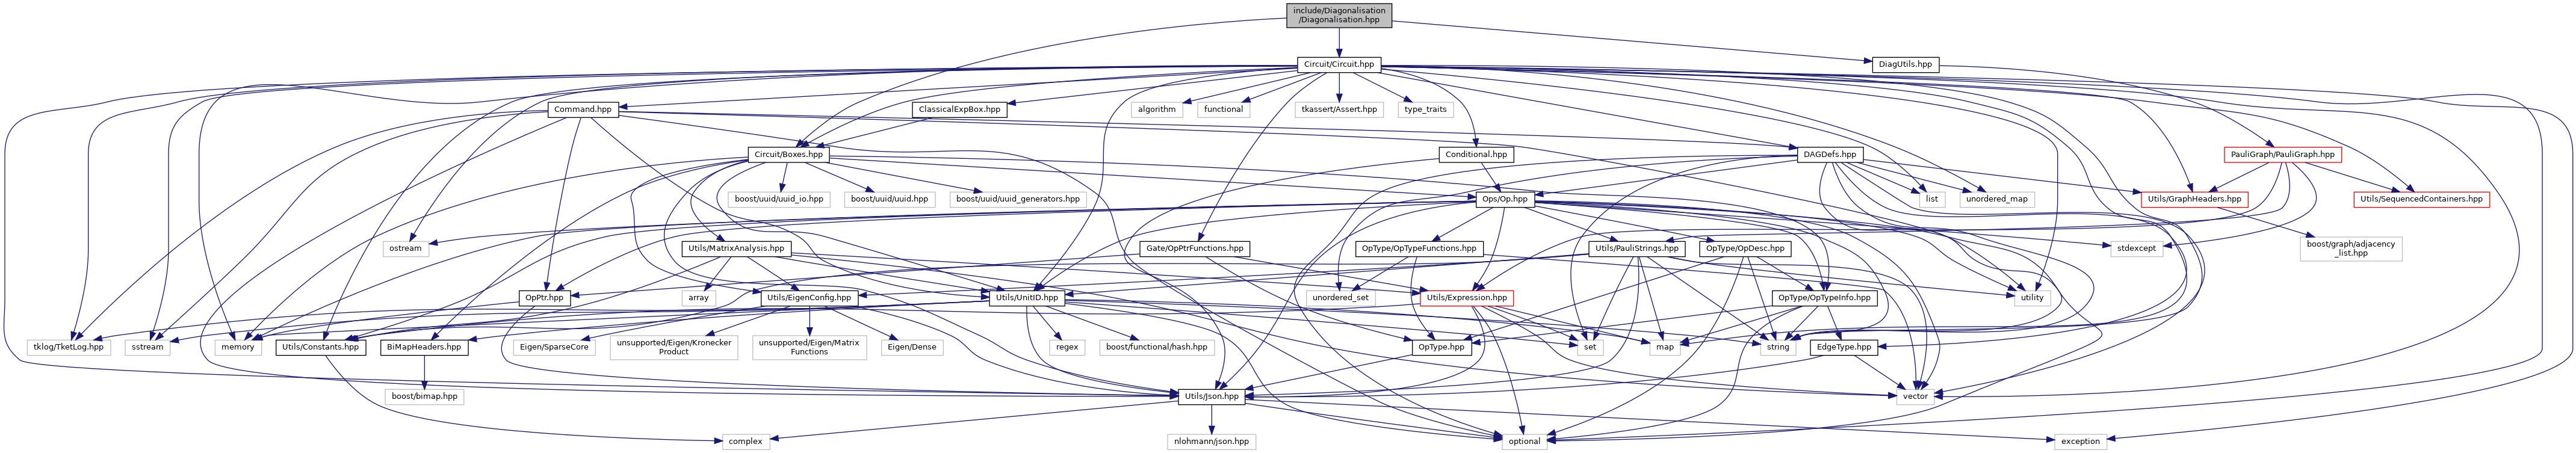 include/Diagonalisation
/Diagonalisation.hpp
Circuit/Circuit.hpp
DiagUtils.hpp
Command.hpp
ClassicalExpBox.hpp
algorithm
functional
tkassert/Assert.hpp
type_traits
Circuit/Boxes.hpp
Conditional.hpp
DAGDefs.hpp
PauliGraph/PauliGraph.hpp
boost/uuid/uuid_io.hpp
boost/uuid/uuid.hpp
boost/uuid/uuid_generators.hpp
Ops/Op.hpp
list
unordered_map
Utils/GraphHeaders.hpp
Utils/SequencedContainers.hpp
ostream
Utils/MatrixAnalysis.hpp
Gate/OpPtrFunctions.hpp
OpType/OpTypeFunctions.hpp
Utils/PauliStrings.hpp
OpType/OpDesc.hpp
stdexcept
boost/graph/adjacency
_list.hpp
OpPtr.hpp
array
Utils/EigenConfig.hpp
Utils/UnitID.hpp
unordered_set
Utils/Expression.hpp
OpType/OpTypeInfo.hpp
utility
tklog/TketLog.hpp
sstream
memory
Utils/Constants.hpp
BiMapHeaders.hpp
Eigen/SparseCore
unsupported/Eigen/Kronecker
Product
unsupported/Eigen/Matrix
Functions
Eigen/Dense
regex
boost/functional/hash.hpp
OpType.hpp
set
map
string
EdgeType.hpp
boost/bimap.hpp
Utils/Json.hpp
vector
complex
nlohmann/json.hpp
optional
exception